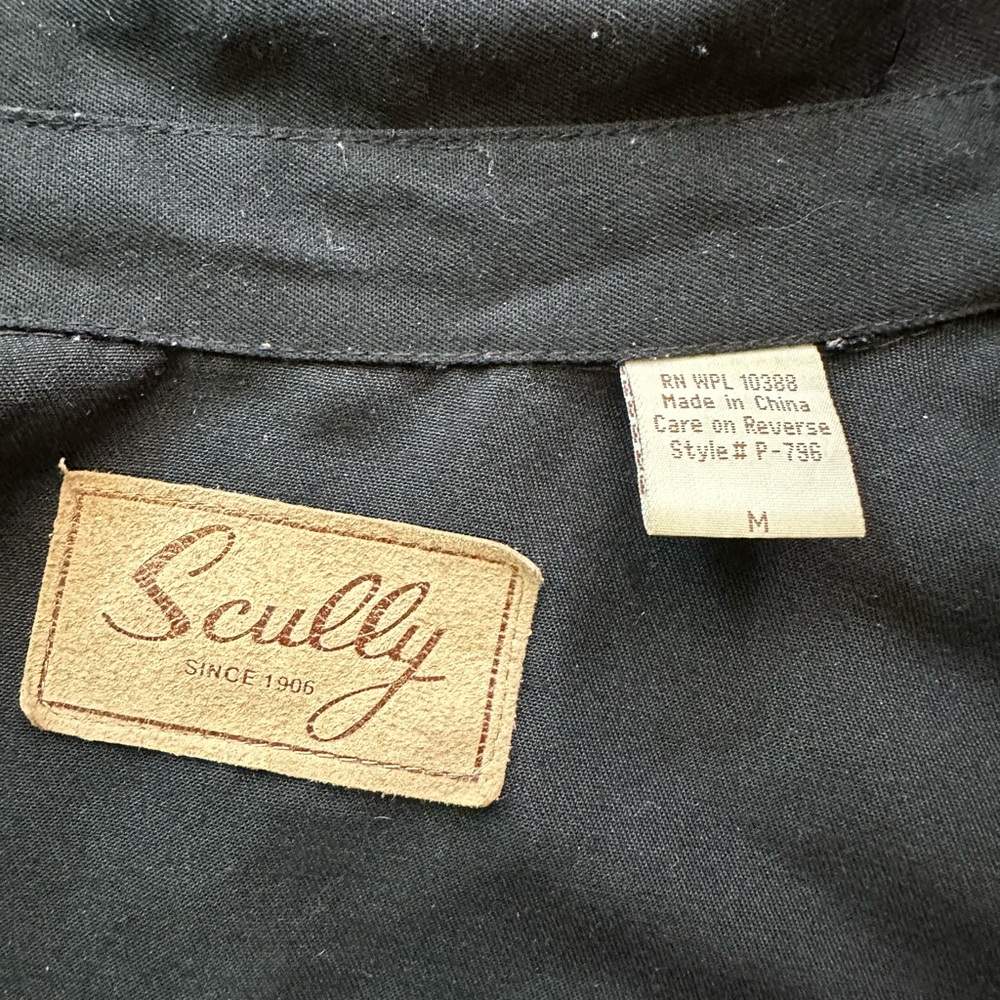 Scully
SINCE 1906
RN WPL 10388
Made in China
Care on Reverse
Style# P-796
M